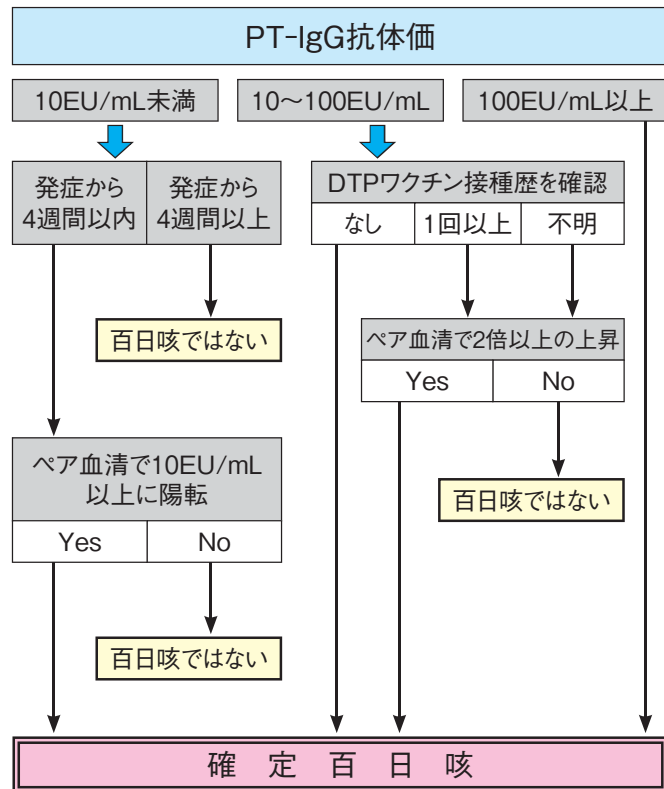 PT-IgG抗体価
10EU/mL未満
10～100EU/mL
100EU/mL以上
発症から
4週間以内
発症から
4週間以上
DTPワクチン接種歴を確認
なし
1回以上
不明
百日咳ではない
ペア血清で2倍以上の上昇
Yes
No
ペア血清で10EU/mL
以上に陽転
Yes
No
百日咳ではない
百日咳ではない
確 定 百 日 咳